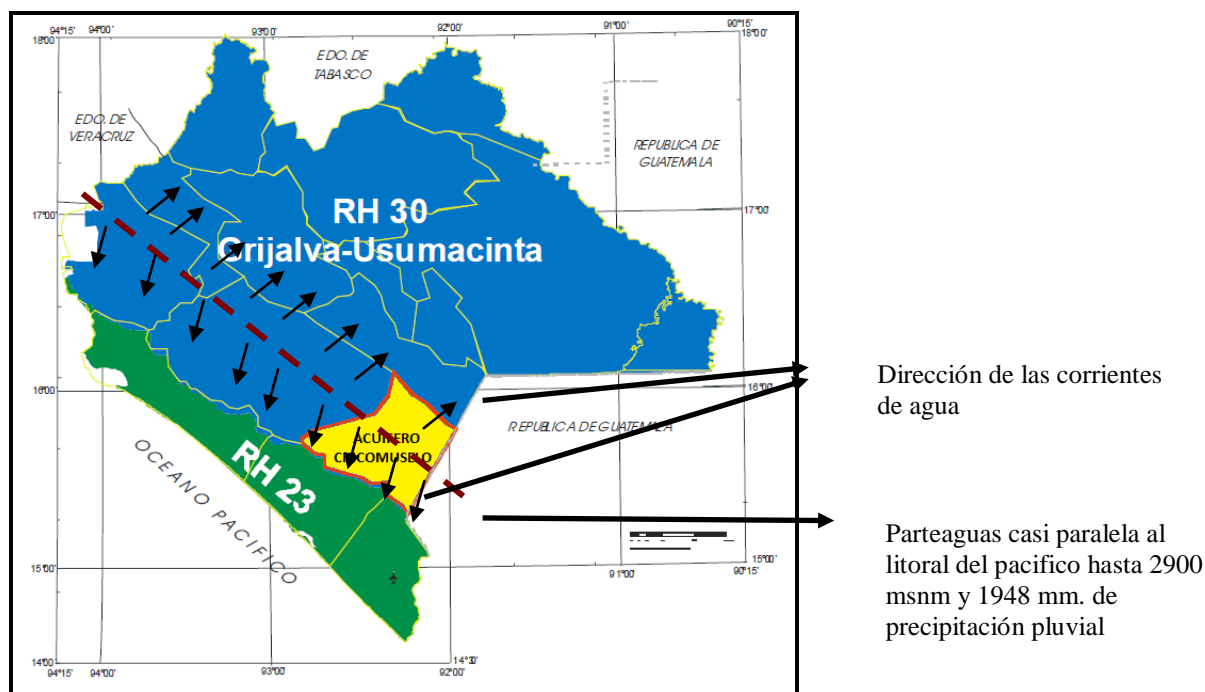 94°15' 94°00' 93°00' 92°00' 91°00' 90°15'
18°00' 18°00'
EDO. DE
TABASCO
EDO. DE
VERACRUZ
REPUBLICA DE
GUATEMALA
17°00' 17°00'
RH 30
Grijalva-Usumacinta
16°00' 16°00'
REPUBLICA DE GUATEMALA
ACUIFERO
CHICOMUSELO
RH 23
OCEANO PACIFICO
15°00' 15°00'
91°00' 90°15'
14°00' 14°30'
94°15' 94°00' 93°00' 92°00'
Dirección de las corrientes
de agua
Parteaguas casi paralela al
litoral del pacifico hasta 2900
msnm y 1948 mm. de
precipitación pluvial